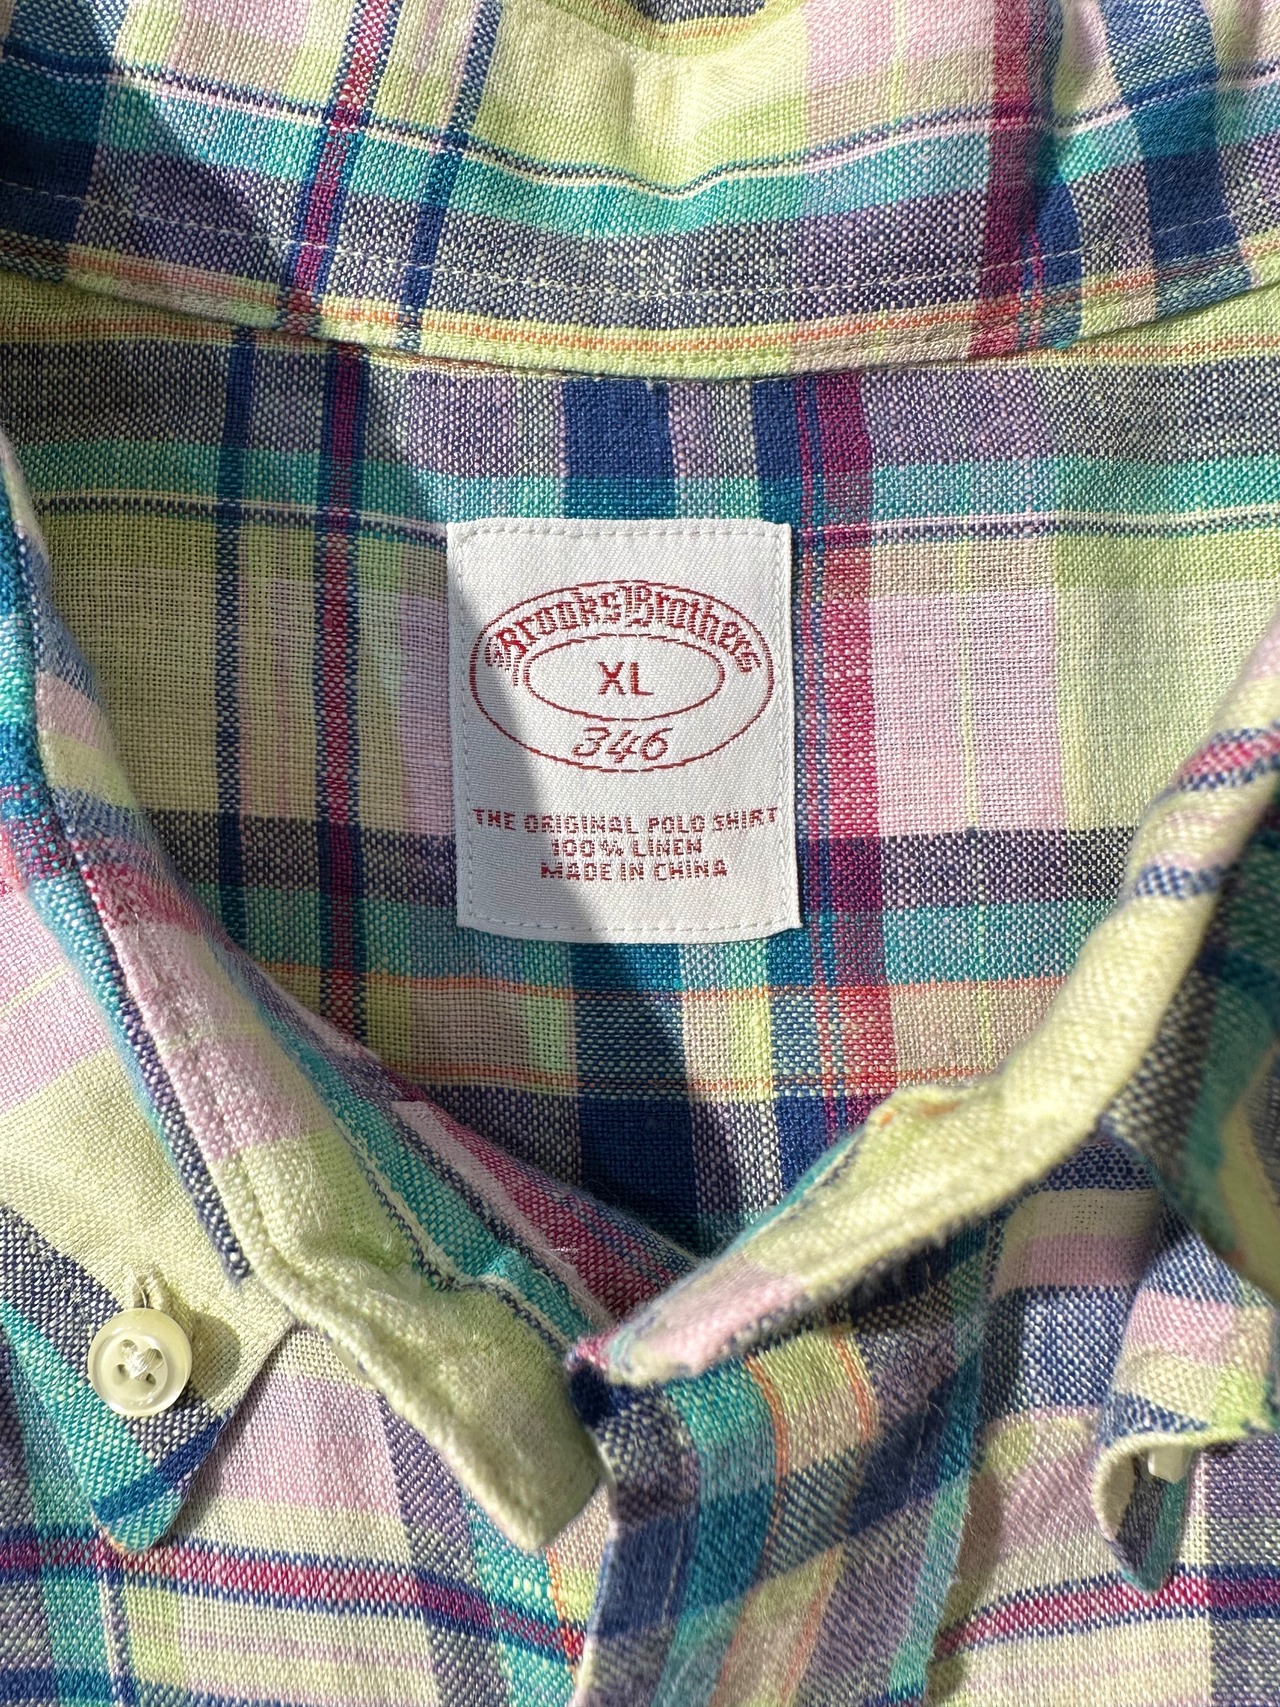 Brooks Brothers
XL
346
THE ORIGINAL POLO SHIRT
100% LINEN
MADE IN CHINA